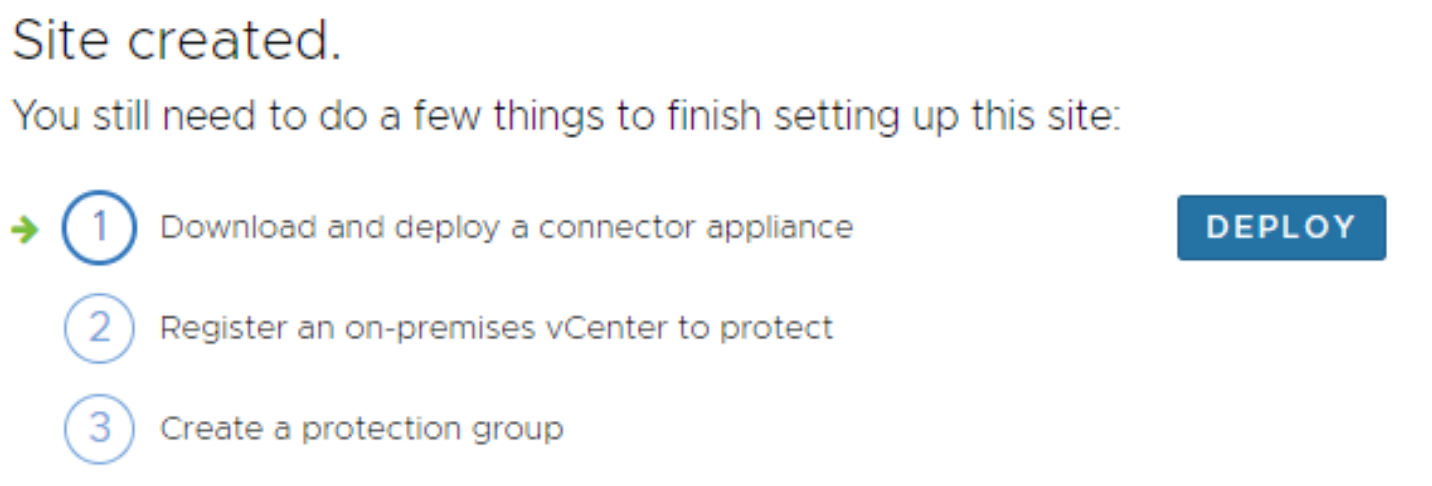 Site created.
You still need to do a few things to finish setting up this site:
1 Download and deploy a connector appliance DEPLOY
2 Register an on-premises vCenter to protect
3 Create a protection group